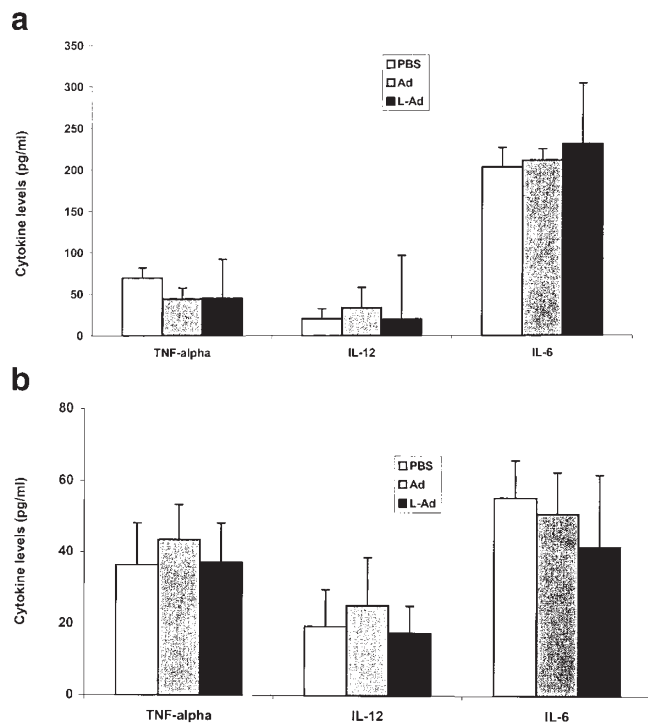 a
350
300
250
200
150
100
50
0
Cytokine levels (pg/ml)
PBS
Ad
L-Ad
TNF-alpha IL-12 IL-6
b
80
60
40
20
0
Cytokine levels (pg/ml)
PBS
Ad
L-Ad
TNF-alpha IL-12 IL-6